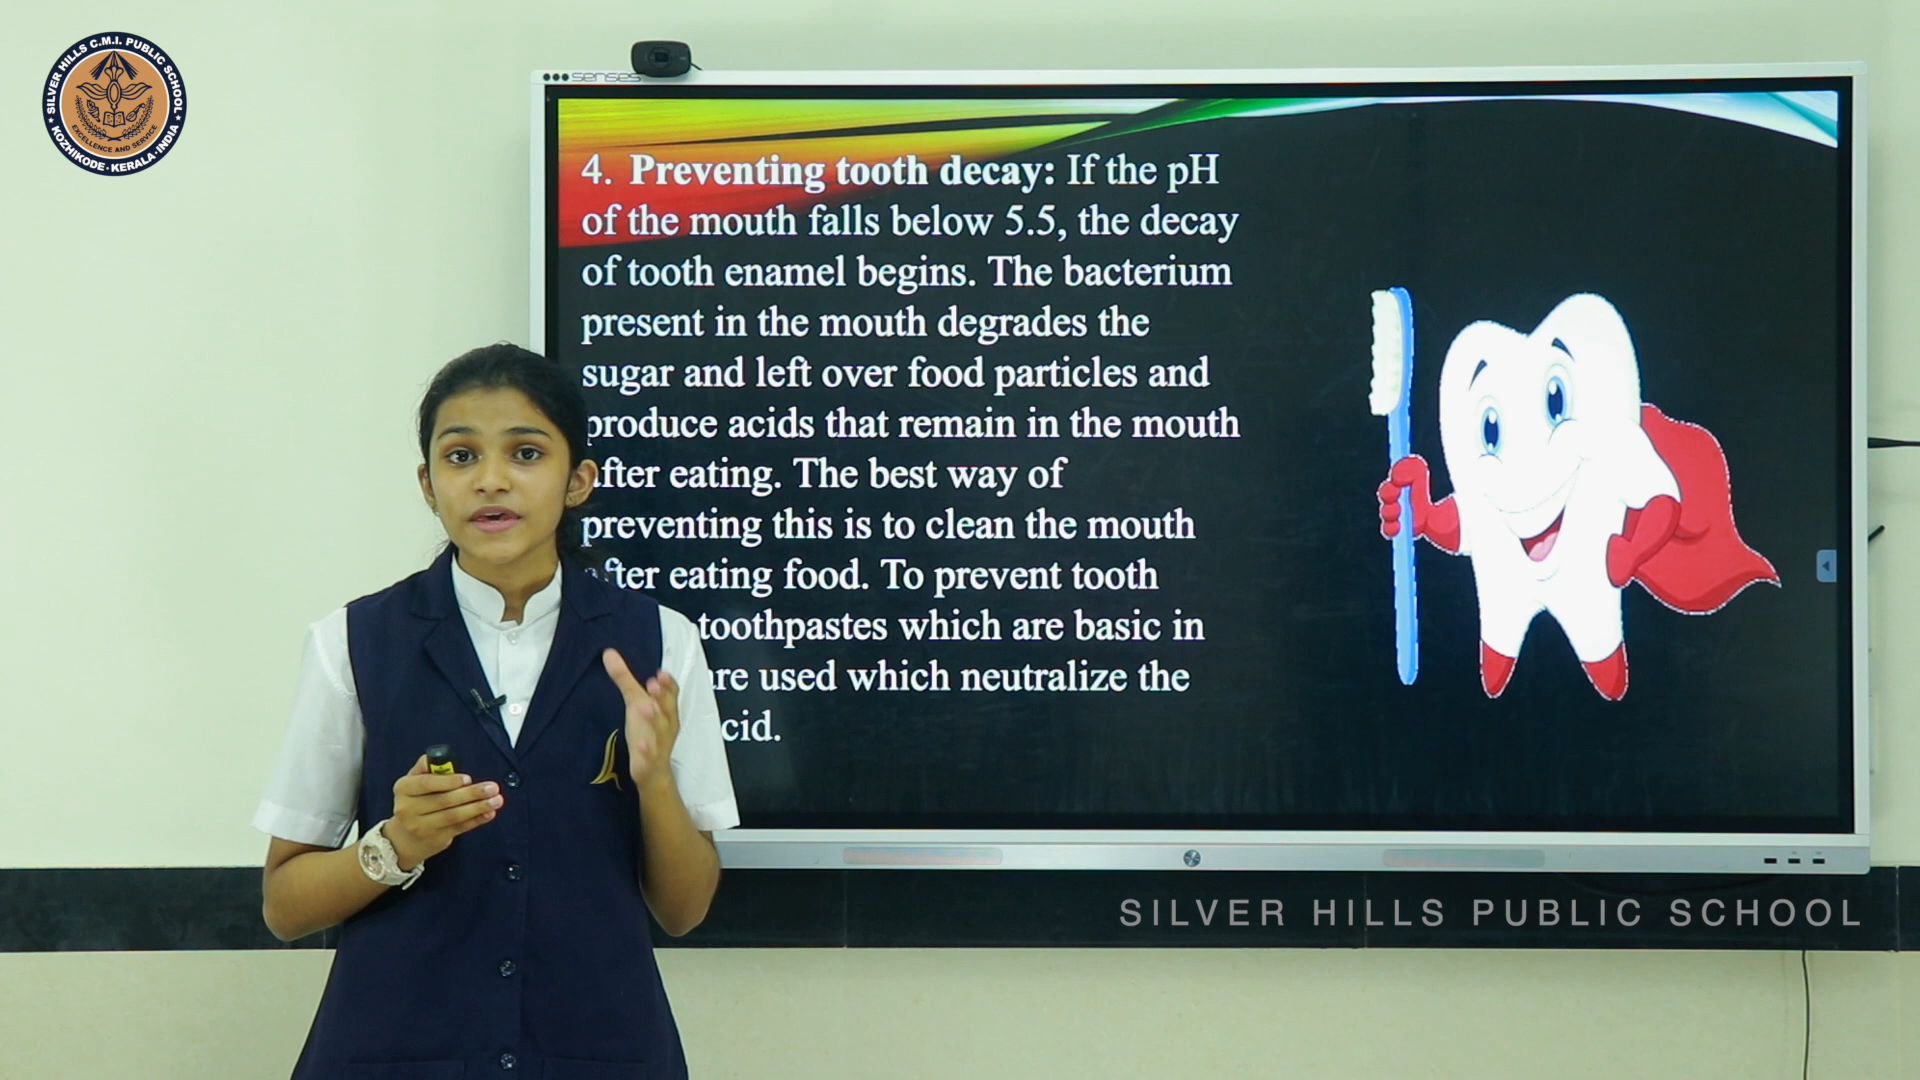 SILVER HILLS C.M.I. PUBLIC SCHOOL
EXCELLENCE AND SERVICE
KOZHIKODE · KERALA · INDIA
senses
4. Preventing tooth decay: If the pH
of the mouth falls below 5.5, the decay
of tooth enamel begins. The bacterium
present in the mouth degrades the
sugar and left over food particles and
produce acids that remain in the mouth
after eating. The best way of
preventing this is to clean the mouth
after eating food. To prevent tooth
toothpastes which are basic in
are used which neutralize the
SILVER HILLS PUBLIC SCHOOL